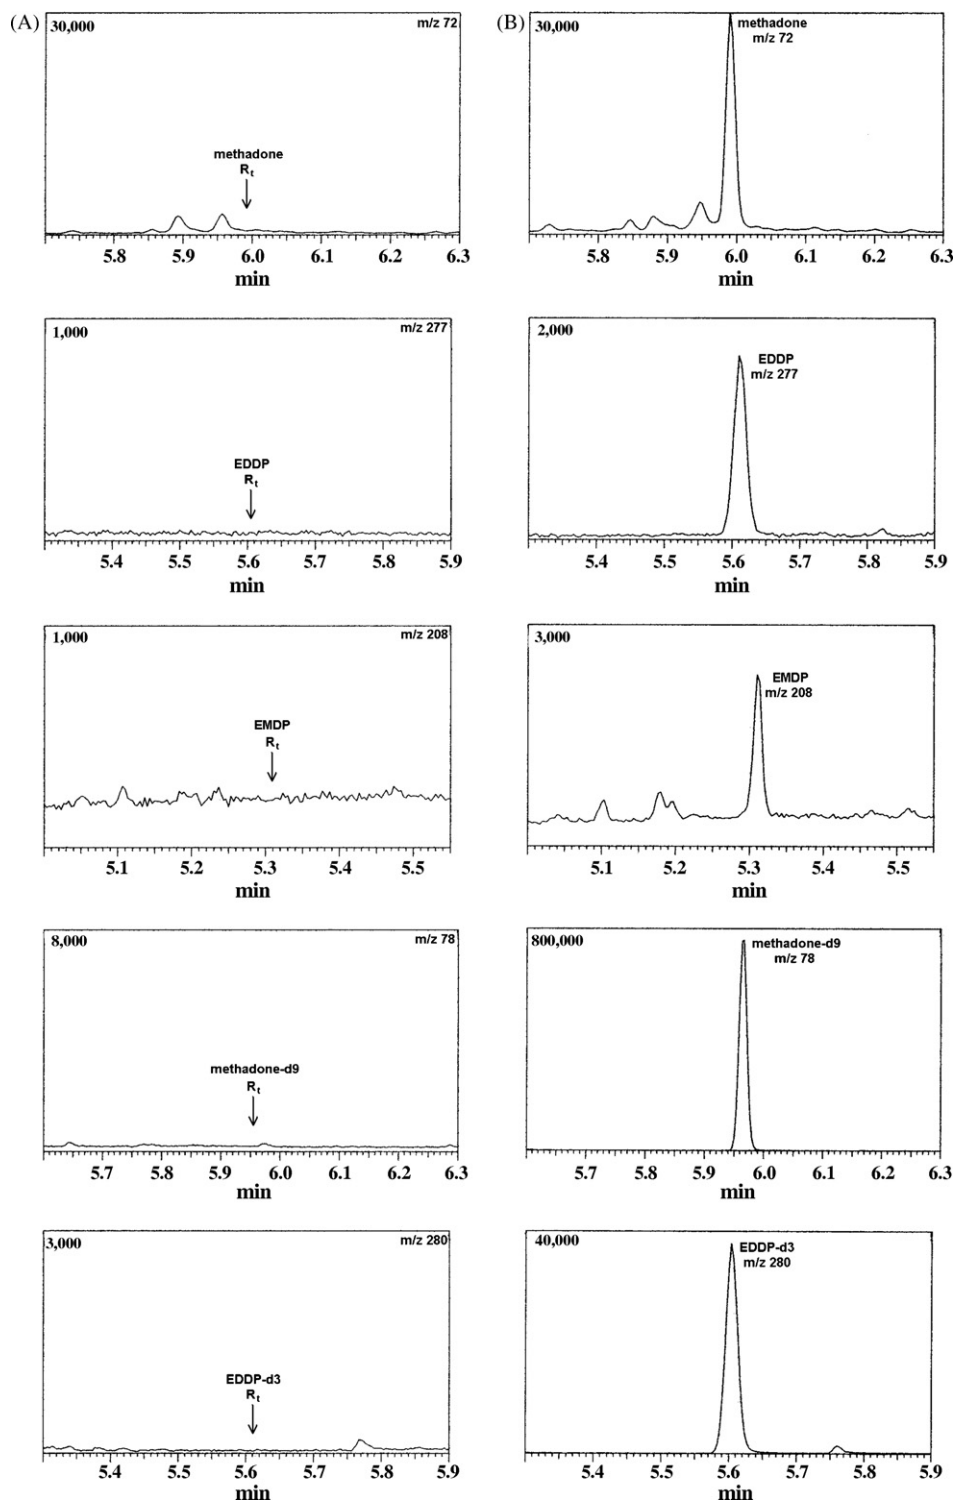 (A)
30,000
m/z 72
methadone
Rt
5.8 5.9 6.0 6.1 6.2 6.3
min
(B)
30,000
methadone
m/z 72
5.8 5.9 6.0 6.1 6.2 6.3
min
1,000
m/z 277
EDDP
Rt
5.4 5.5 5.6 5.7 5.8 5.9
min
2,000
EDDP
m/z 277
5.4 5.5 5.6 5.7 5.8 5.9
min
1,000
m/z 208
EMDP
Rt
5.1 5.2 5.3 5.4 5.5
min
3,000
EMDP
m/z 208
5.1 5.2 5.3 5.4 5.5
min
8,000
m/z 78
methadone-d9
Rt
5.7 5.8 5.9 6.0 6.1 6.2 6.3
min
800,000
methadone-d9
m/z 78
5.7 5.8 5.9 6.0 6.1 6.2 6.3
min
3,000
m/z 280
EDDP-d3
Rt
5.4 5.5 5.6 5.7 5.8 5.9
min
40,000
EDDP-d3
m/z 280
5.4 5.5 5.6 5.7 5.8 5.9
min